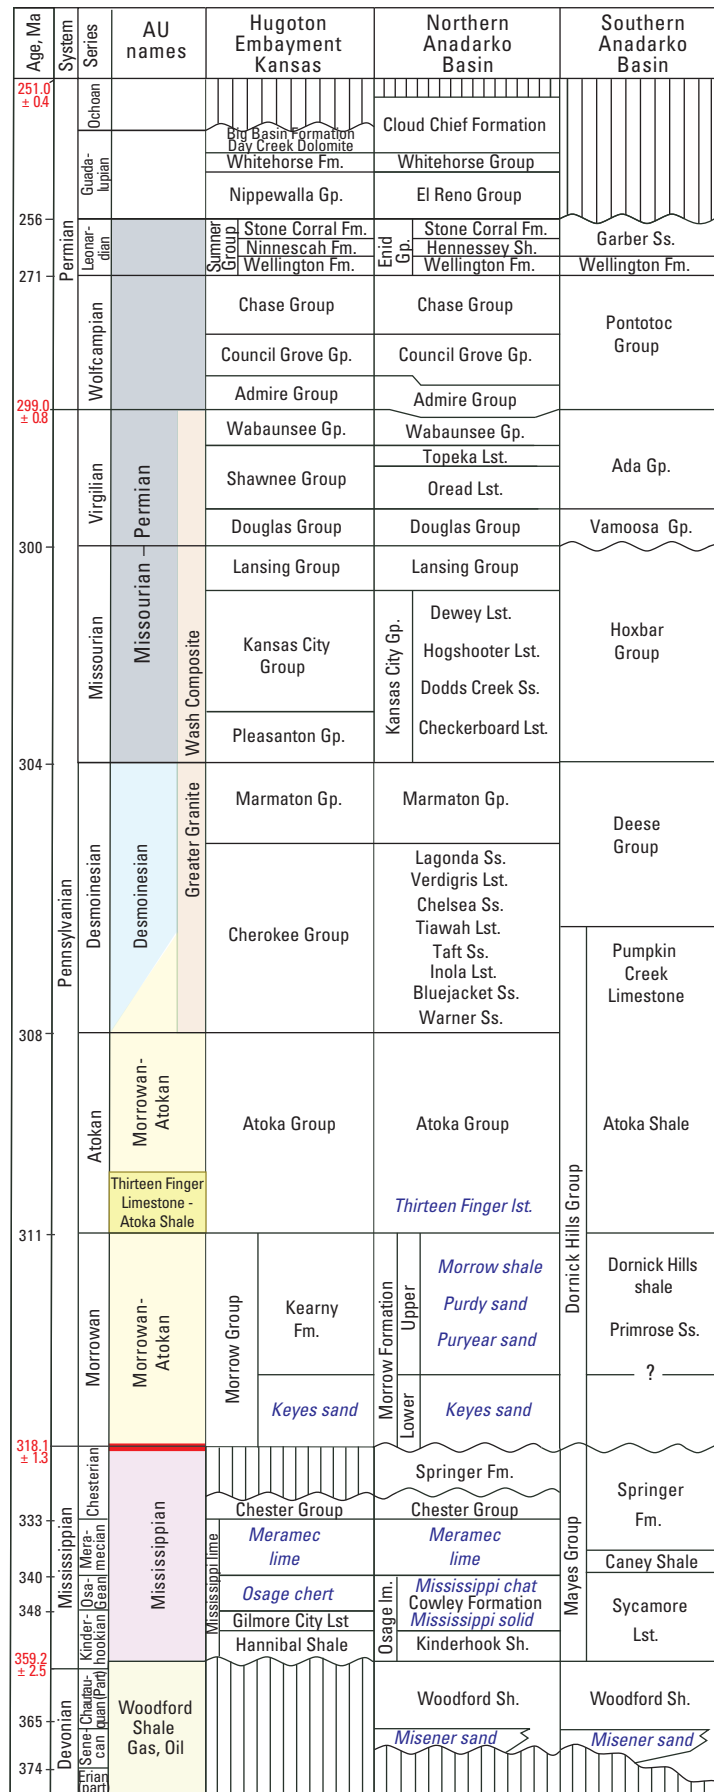 Age, Ma
System
Series
AU
names
Hugoton
Embayment
Kansas
Northern
Anadarko
Basin
Southern
Anadarko
Basin
251.0
± 0.4
256
271
299.0
± 0.8
300
304
308
311
318.1
± 1.3
333
340
348
359.2
± 2.5
365
374
Permian
Pennsylvanian
Mississippian
Devonian
Ochoan
Guada-
lupian
Leonar-
dian
Wolfcampian
Virgilian
Missourian
Desmoinesian
Atokan
Morrowan
Chesterian
Mera-
mecian
Osa-
Gean
Kinder-
hookian
Chautau-
quan (Part)
Sene-
can
Erian
(part)
Missourian – Permian
Greater Granite Wash Composite
Desmoinesian
Morrowan-
Atokan
Thirteen Finger
Limestone -
Atoka Shale
Morrowan-
Atokan
Mississippian
Woodford
Shale
Gas, Oil
Big Basin Formation
Day Creek Dolomite
Whitehorse Fm.
Nippewalla Gp.
Sumner
Group
Stone Corral Fm.
Ninnescah Fm.
Wellington Fm.
Chase Group
Council Grove Gp.
Admire Group
Wabaunsee Gp.
Shawnee Group
Douglas Group
Lansing Group
Kansas City
Group
Pleasanton Gp.
Marmaton Gp.
Cherokee Group
Atoka Group
Morrow Group
Kearny
Fm.
Keyes sand
Chester Group
Mississippi lime
Meramec
lime
Osage chert
Gilmore City Lst
Hannibal Shale
Cloud Chief Formation
Whitehorse Group
El Reno Group
Enid
Gp.
Stone Corral Fm.
Hennessey Sh.
Wellington Fm.
Chase Group
Council Grove Gp.
Admire Group
Wabaunsee Gp.
Topeka Lst.
Oread Lst.
Douglas Group
Lansing Group
Kansas City Gp.
Dewey Lst.
Hogshooter Lst.
Dodds Creek Ss.
Checkerboard Lst.
Marmaton Gp.
Lagonda Ss.
Verdigris Lst.
Chelsea Ss.
Tiawah Lst.
Taft Ss.
Inola Lst.
Bluejacket Ss.
Warner Ss.
Atoka Group
Thirteen Finger lst.
Morrow Formation
Upper
Morrow shale
Purdy sand
Puryear sand
Lower
Keyes sand
Springer Fm.
Chester Group
Meramec
lime
Osage lm.
Mississippi chat
Cowley Formation
Mississippi solid
Kinderhook Sh.
Woodford Sh.
Misener sand
Garber Ss.
Wellington Fm.
Pontotoc
Group
Ada Gp.
Vamoosa Gp.
Hoxbar
Group
Deese
Group
Dornick Hills Group
Pumpkin
Creek
Limestone
Atoka Shale
Dornick Hills
shale
Primrose Ss.
?
Mayes Group
Springer
Fm.
Caney Shale
Sycamore
Lst.
Woodford Sh.
Misener sand